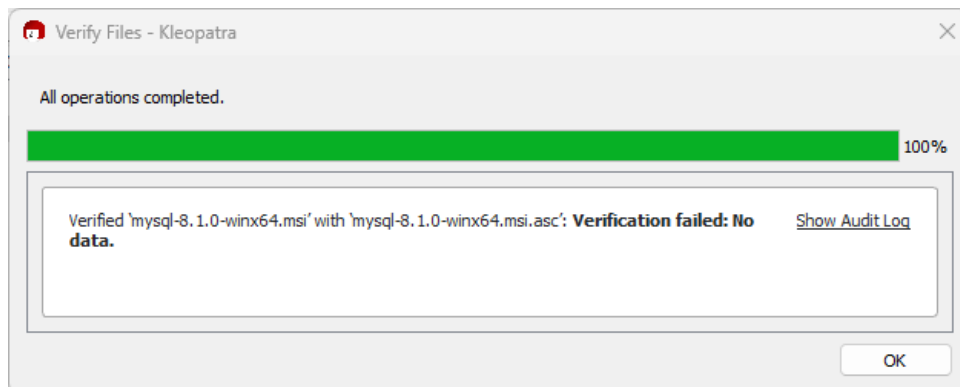 Verify Files - Kleopatra
All operations completed.
100%
Verified 'mysql-8.1.0-winx64.msi' with 'mysql-8.1.0-winx64.msi.asc': Verification failed: No
data.
Show Audit Log
OK